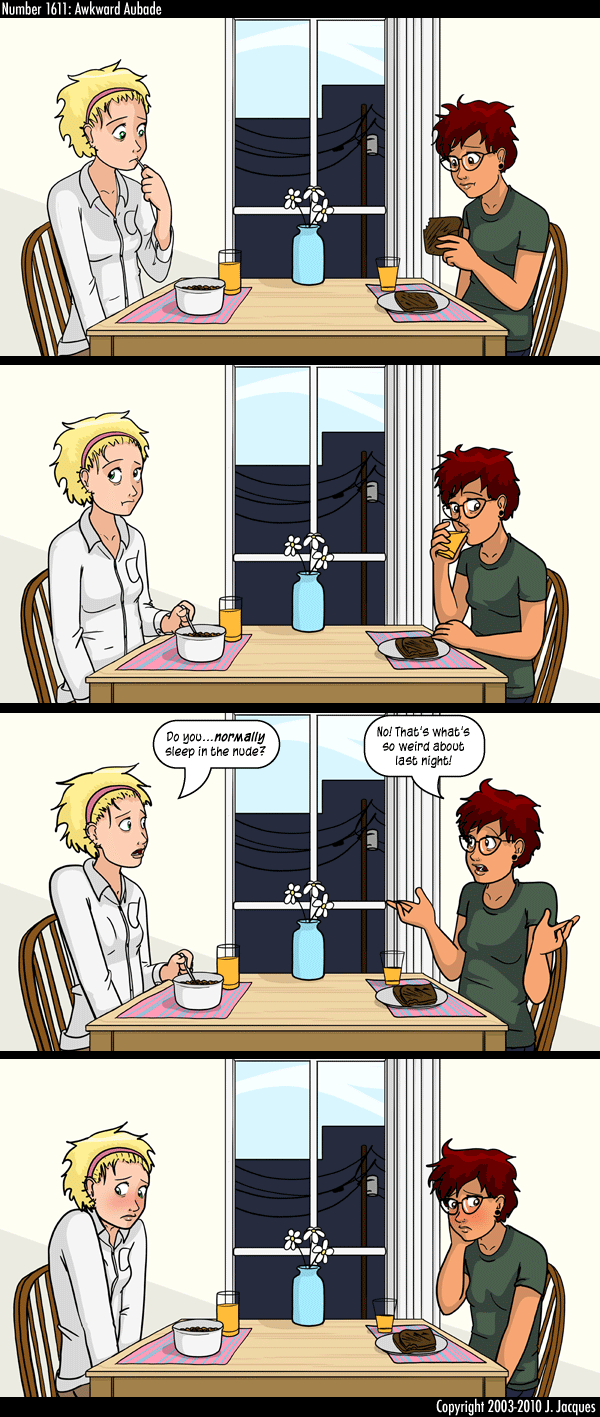 Number 1611: Awkward Aubade
Do you...normally
sleep in the nude?
No! That's what's
so weird about
last night!
Copyright 2003-2010 J. Jacques